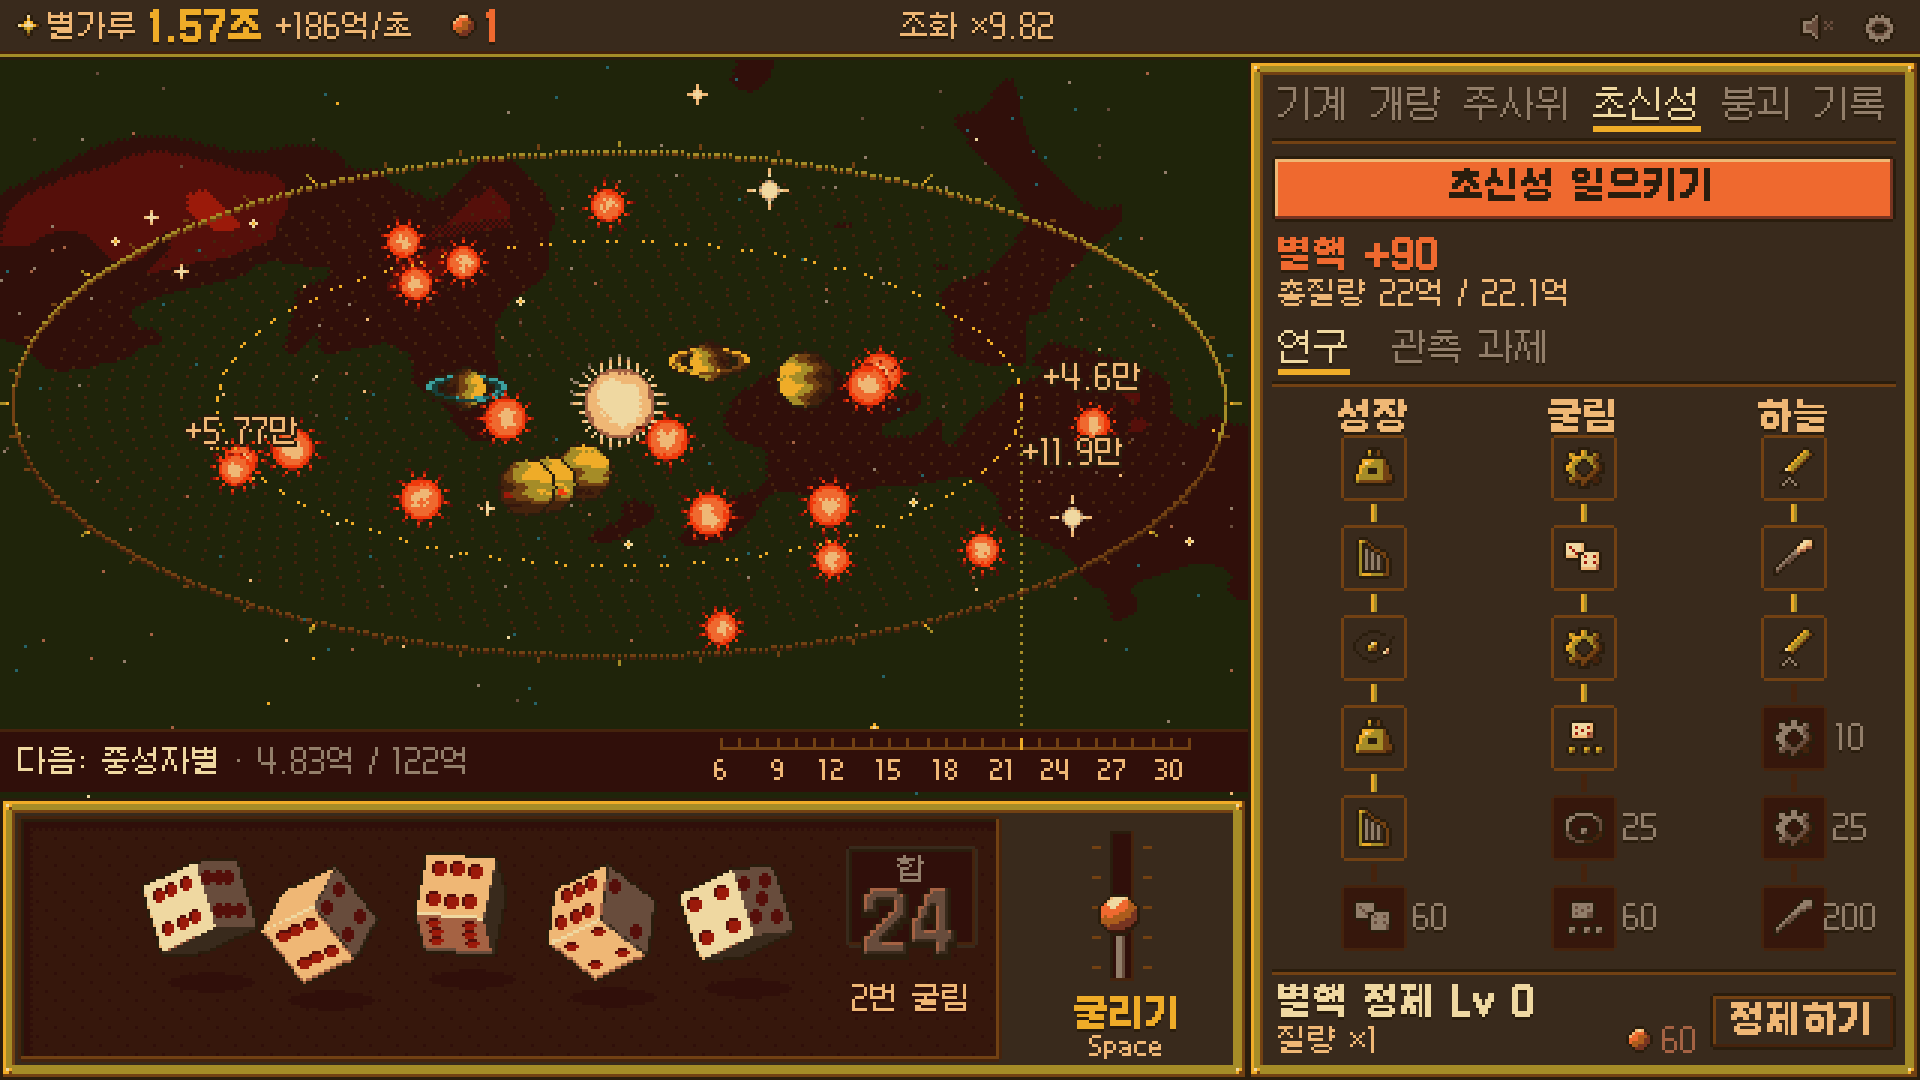 별가루 1.57조 +186억/초 1 조화 ×9.82
기계 개량 주사위 초신성 붕괴 기록
초신성 일으키기
별핵 +90
총질량 22억 / 22.1억
연구 관측 과제
성장 굴림 하늘
+4.6만
+5.77만
+11.9만
10
25 25
60 60 200
다음: 중성자별 · 4.83억 / 122억
6 9 12 15 18 21 24 27 30
합
24
2번 굴림
굴리기
Space
별핵 정제 Lv 0
질량 ×1
60
정제하기